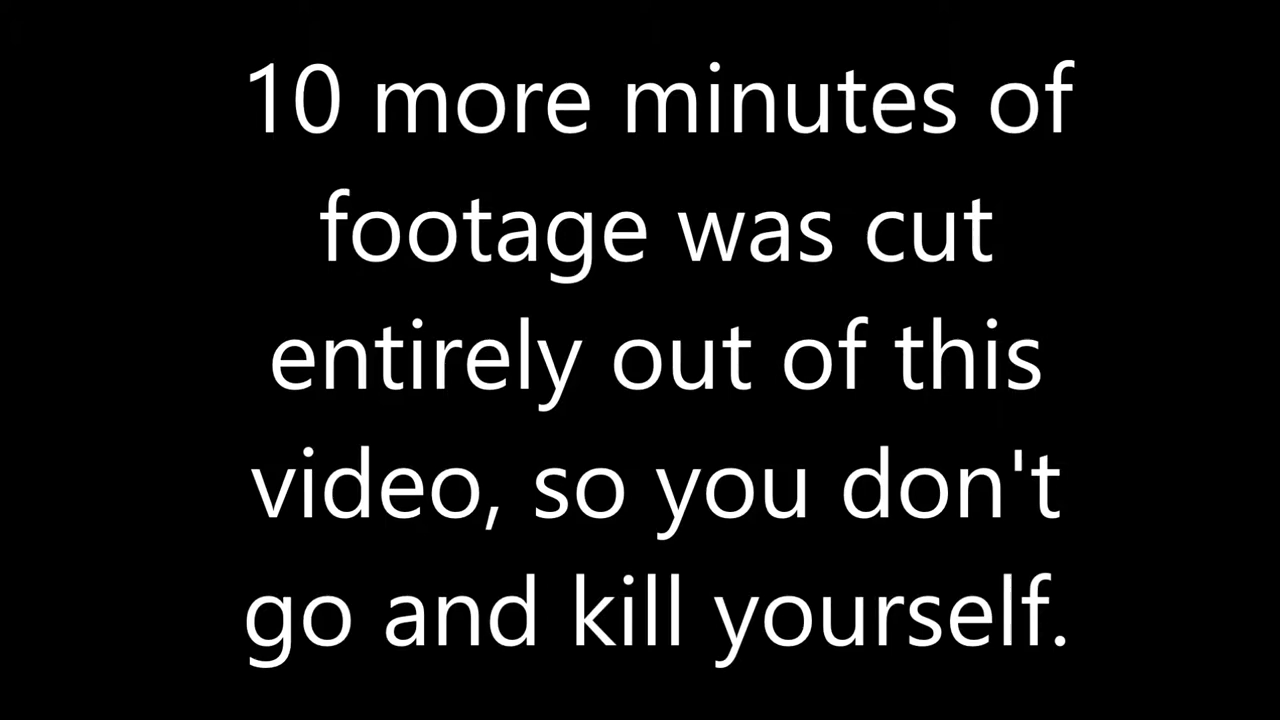 10 more minutes of
footage was cut
entirely out of this
video, so you don't
go and kill yourself.